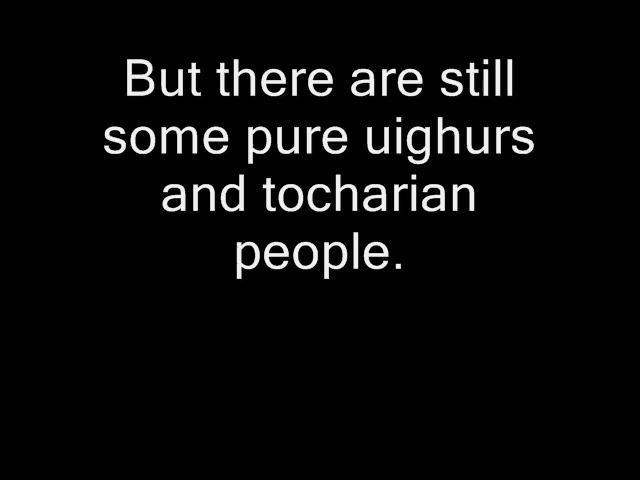 But there are still
some pure uighurs
and tocharian
people.